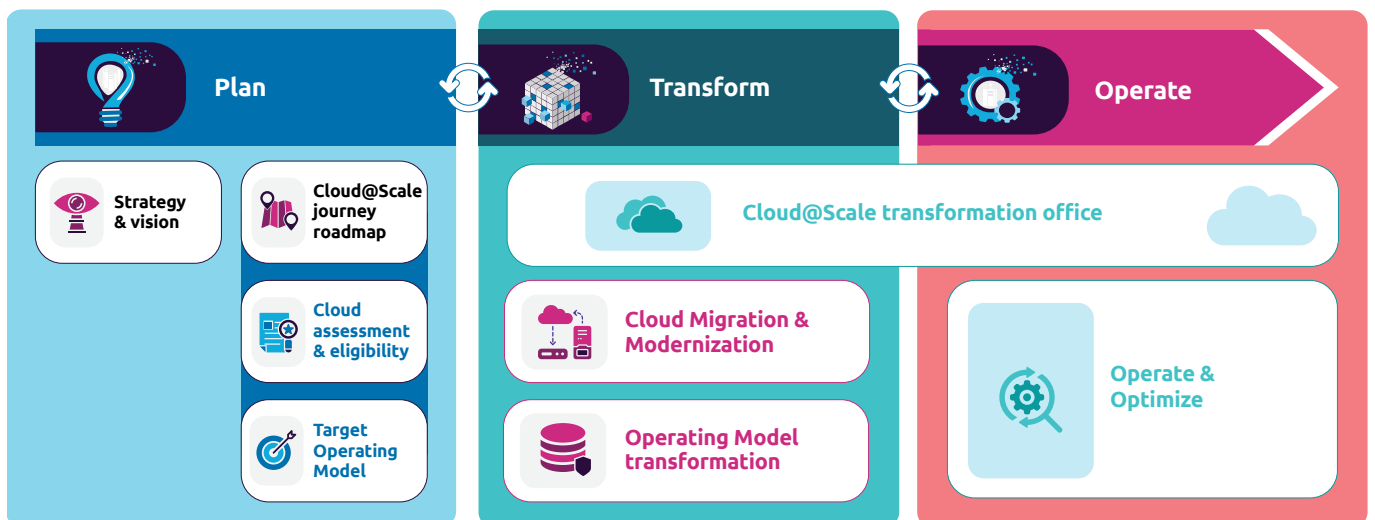 Plan
Transform
Operate
Strategy
& vision
Cloud@Scale
journey
roadmap
Cloud
assessment
& eligibility
Target
Operating
Model
Cloud@Scale transformation office
Cloud Migration &
Modernization
Operating Model
transformation
Operate &
Optimize